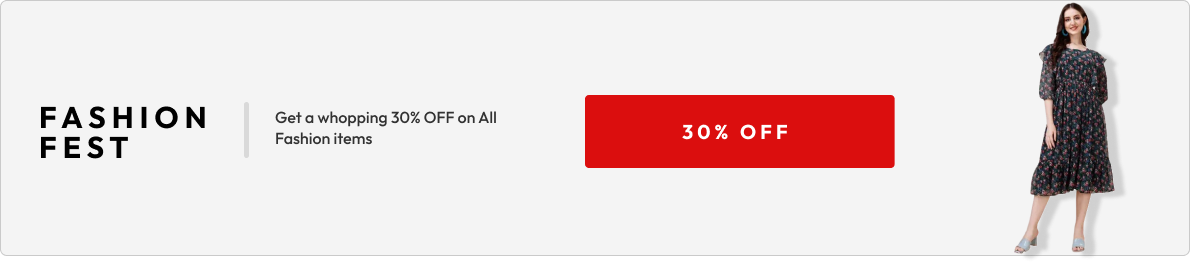 FASHION
FEST
Get a whopping 30% OFF on All
Fashion items
30% OFF